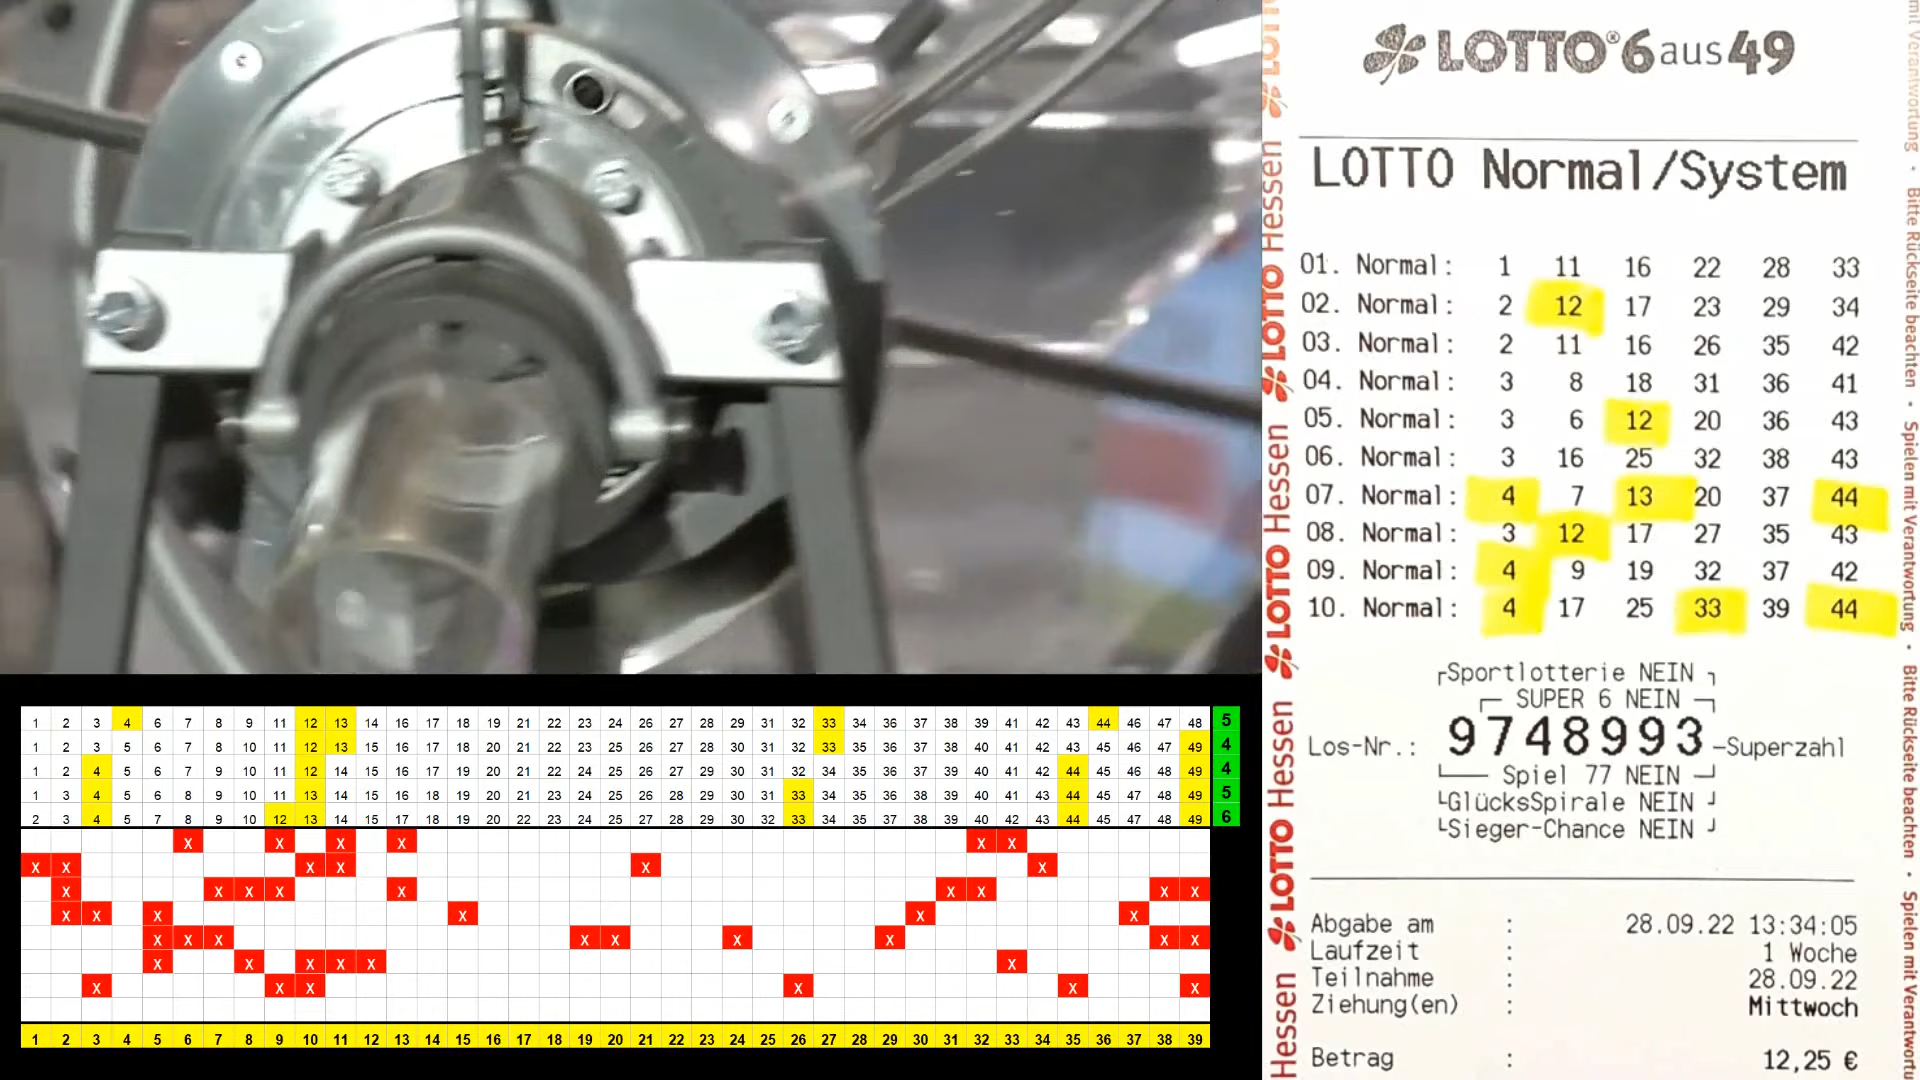 1 2 3 4 6 7 8 9 11 12 13 14 16 17 18 19 21 22 23 24 26 27 28 29 31 32 33 34 36 37 38 39 41 42 43 44 46 47 48 5
1 2 3 5 6 7 8 10 11 12 13 15 16 17 18 20 21 22 23 25 26 27 28 30 31 32 33 35 36 37 38 40 41 42 43 45 46 47 49 4
1 2 4 5 6 7 9 10 11 12 14 15 16 17 19 20 21 22 24 25 26 27 29 30 31 32 34 35 36 37 39 40 41 42 44 45 46 47 49 4
1 3 4 5 6 8 9 10 11 13 14 15 16 18 19 20 21 23 24 25 26 28 29 30 31 33 34 35 36 38 39 40 41 43 44 45 46 48 49 5
2 3 4 5 7 8 9 10 12 13 14 15 17 18 19 20 22 23 24 25 27 28 29 30 32 33 34 35 37 38 39 40 42 43 44 45 47 48 49 6
x x x x x x
x x x x x x
x x x x x x x x x
x x x x x x
x x x x x x x x x
x x x x x x
x x x x x x
1 2 3 4 5 6 7 8 9 10 11 12 13 14 15 16 17 18 19 20 21 22 23 24 25 26 27 28 29 30 31 32 33 34 35 36 37 38 39
LOTTO® 6aus49
LOTTO Normal/System
01. Normal: 1 11 16 22 28 33
02. Normal: 2 12 17 23 29 34
03. Normal: 2 11 16 26 35 42
04. Normal: 3 8 18 31 36 41
05. Normal: 3 6 12 20 36 43
06. Normal: 3 16 25 32 38 43
07. Normal: 4 7 13 20 37 44
08. Normal: 3 12 17 27 35 43
09. Normal: 4 9 19 32 37 42
10. Normal: 4 17 25 33 39 44
Sportlotterie NEIN
SUPER 6 NEIN
Los-Nr.: 9748993 -Superzahl
Spiel 77 NEIN
GlücksSpirale NEIN
Sieger-Chance NEIN
Abgabe am : 28.09.22 13:34:05
Laufzeit : 1 Woche
Teilnahme : 28.09.22
Ziehung(en) : Mittwoch
Betrag : 12,25 €
Hessen LOTTO Hessen LOTTO Hessen LOTTO Hessen LOTTO
mit Verantwortung • Bitte Rückseite beachten • Spielen mit Verantwortung • Bitte Rückseite beachten • Spielen mit Verantwortu